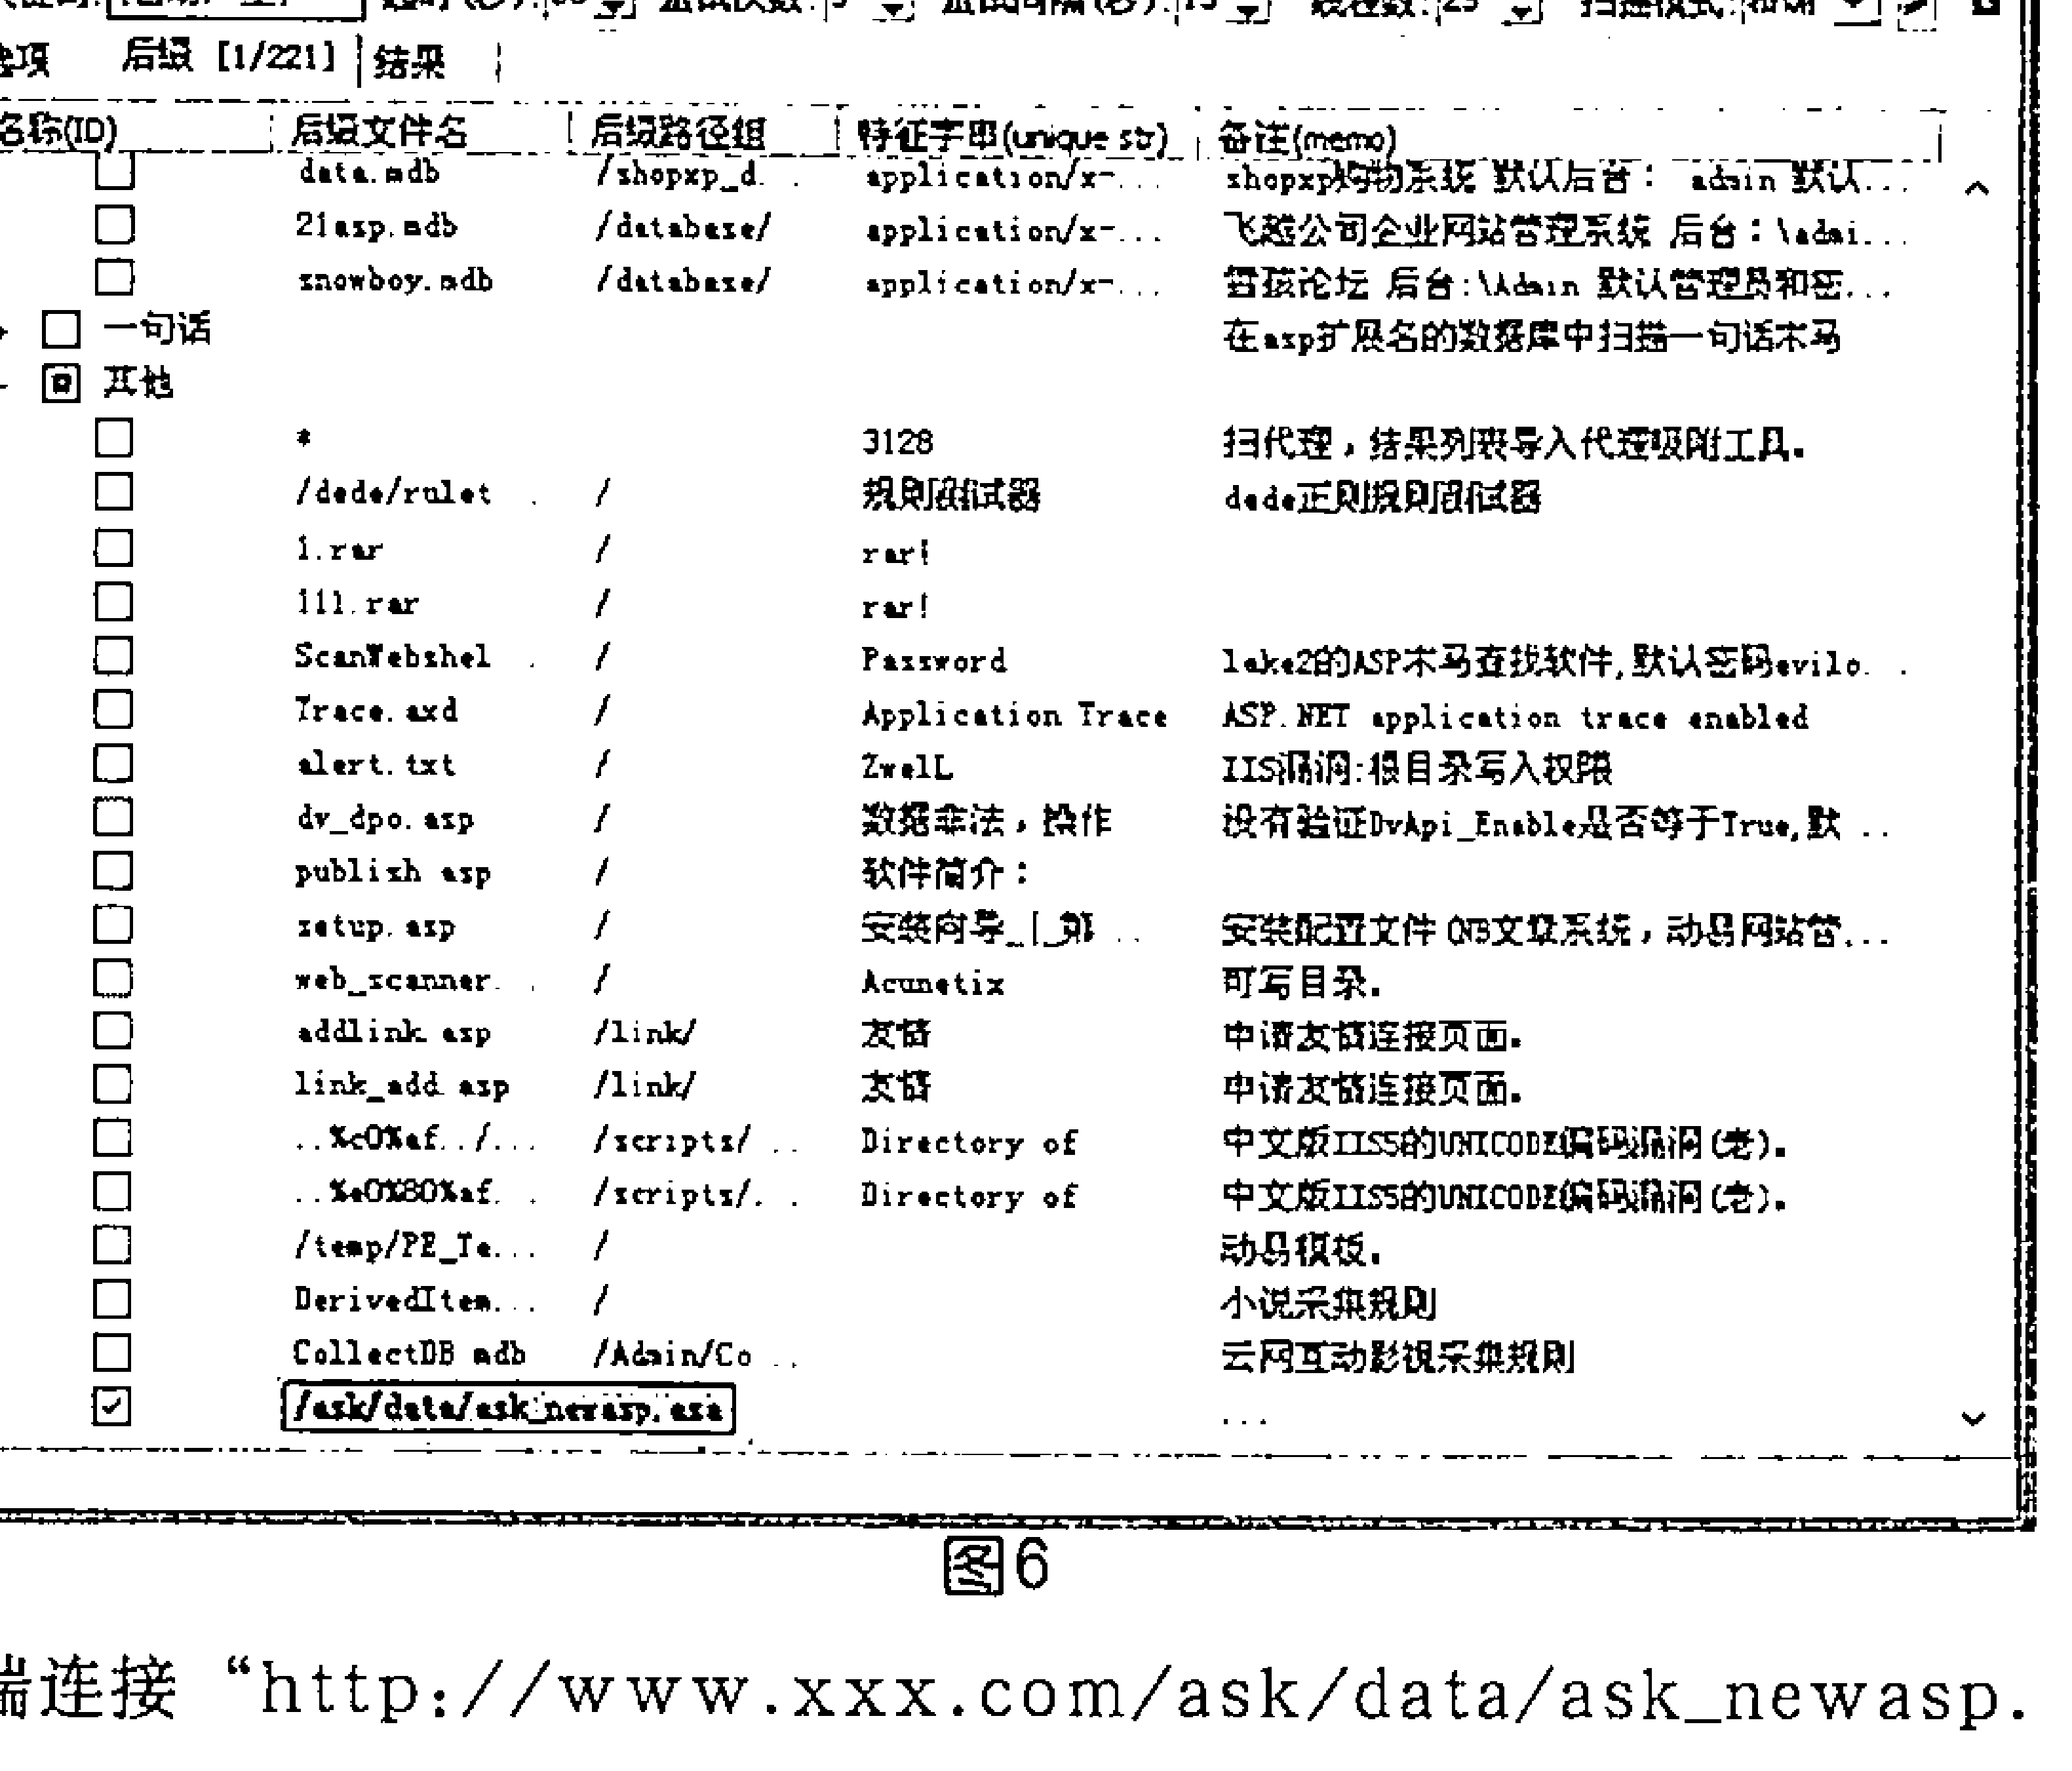 后缀 [1/221] 结果
名称(ID) 后缀文件名 后缀路径组 特征字串(unique str) 备注(memo)
data.mdb /shopxp_d.. application/x-... shopxp购物系统 默认后台： admin 默认...
21asp.mdb /database/ application/x-... 飞越公司企业网站管理系统 后台：\admi...
snowboy.mdb /database/ application/x-... 雪孩论坛 后台:\Admin 默认管理员和密...
一句话 在asp扩展名的数据库中扫描一句话木马
其他
* 3128 扫代理，结果列表导入代理吸附工具.
/dede/rulet . / 规则测试器 dede正则规则测试器
1.rar / rar!
111.rar / rar!
ScanWebshel . / Password lake2的ASP木马查找软件,默认密码evilo...
Trace.axd / Application Trace ASP.NET application trace enabled
alert.txt / ZwelL IIS漏洞:根目录写入权限
dv_dpo.asp / 数据非法，操作 没有验证DvApi_Enable是否等于True,默 ..
publish asp / 软件简介：
setup.asp / 安装向导_|_ .. 安装配置文件 文章系统，动易网站管...
web_scanner. . / Acunetix 可写目录.
addlink asp /link/ 友情 申请友情连接页面.
link_add asp /link/ 友情 申请友情连接页面.
..%c0%af../... /scripts/ .. Directory of 中文版IIS5的UNICODE编码漏洞(老).
..%e0%80%af. . /scripts/. . Directory of 中文版IIS5的UNICODE编码漏洞(老).
/temp/PE_Te... / 动易模板.
DerivedItem... / 小说采集规则
CollectDB mdb /Admin/Co .. 云网互动影视采集规则
/ask/data/ask_newasp.asa ...
图6
端连接“http://www.xxx.com/ask/data/ask_newasp.